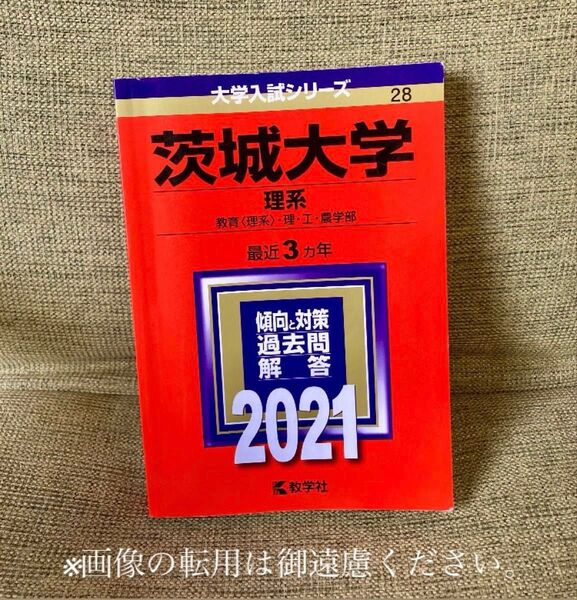 大学入試シリーズ
28
茨城大学
理系
教育〈理系〉・理・工・農学部
最近3カ年
傾向と対策
過去問
解答
2021
教学社
※画像の転用は御遠慮ください。